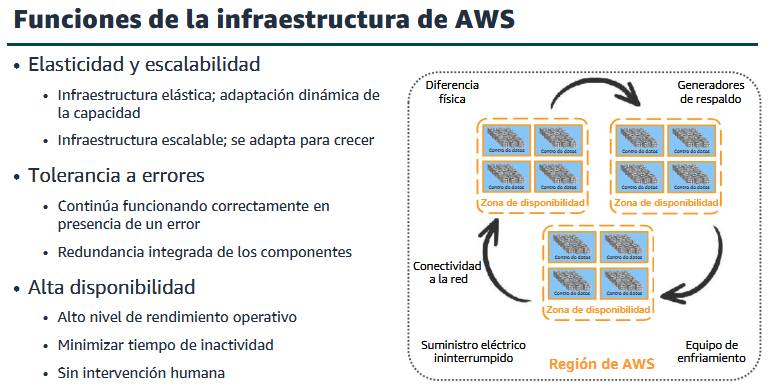 Funciones de la infraestructura de AWS
• Elasticidad y escalabilidad
• Infraestructura elástica; adaptación dinámica de
la capacidad
• Infraestructura escalable; se adapta para crecer
• Tolerancia a errores
• Continúa funcionando correctamente en
presencia de un error
• Redundancia integrada de los componentes
• Alta disponibilidad
• Alto nivel de rendimiento operativo
• Minimizar tiempo de inactividad
• Sin intervención humana
Diferencia
física
Generadores
de respaldo
Centro de datos
Centro de datos
Centro de datos
Centro de datos
Zona de disponibilidad
Centro de datos
Centro de datos
Centro de datos
Centro de datos
Zona de disponibilidad
Conectividad
a la red
Centro de datos
Centro de datos
Centro de datos
Centro de datos
Zona de disponibilidad
Suministro eléctrico
ininterrumpido
Región de AWS
Equipo de
enfriamiento